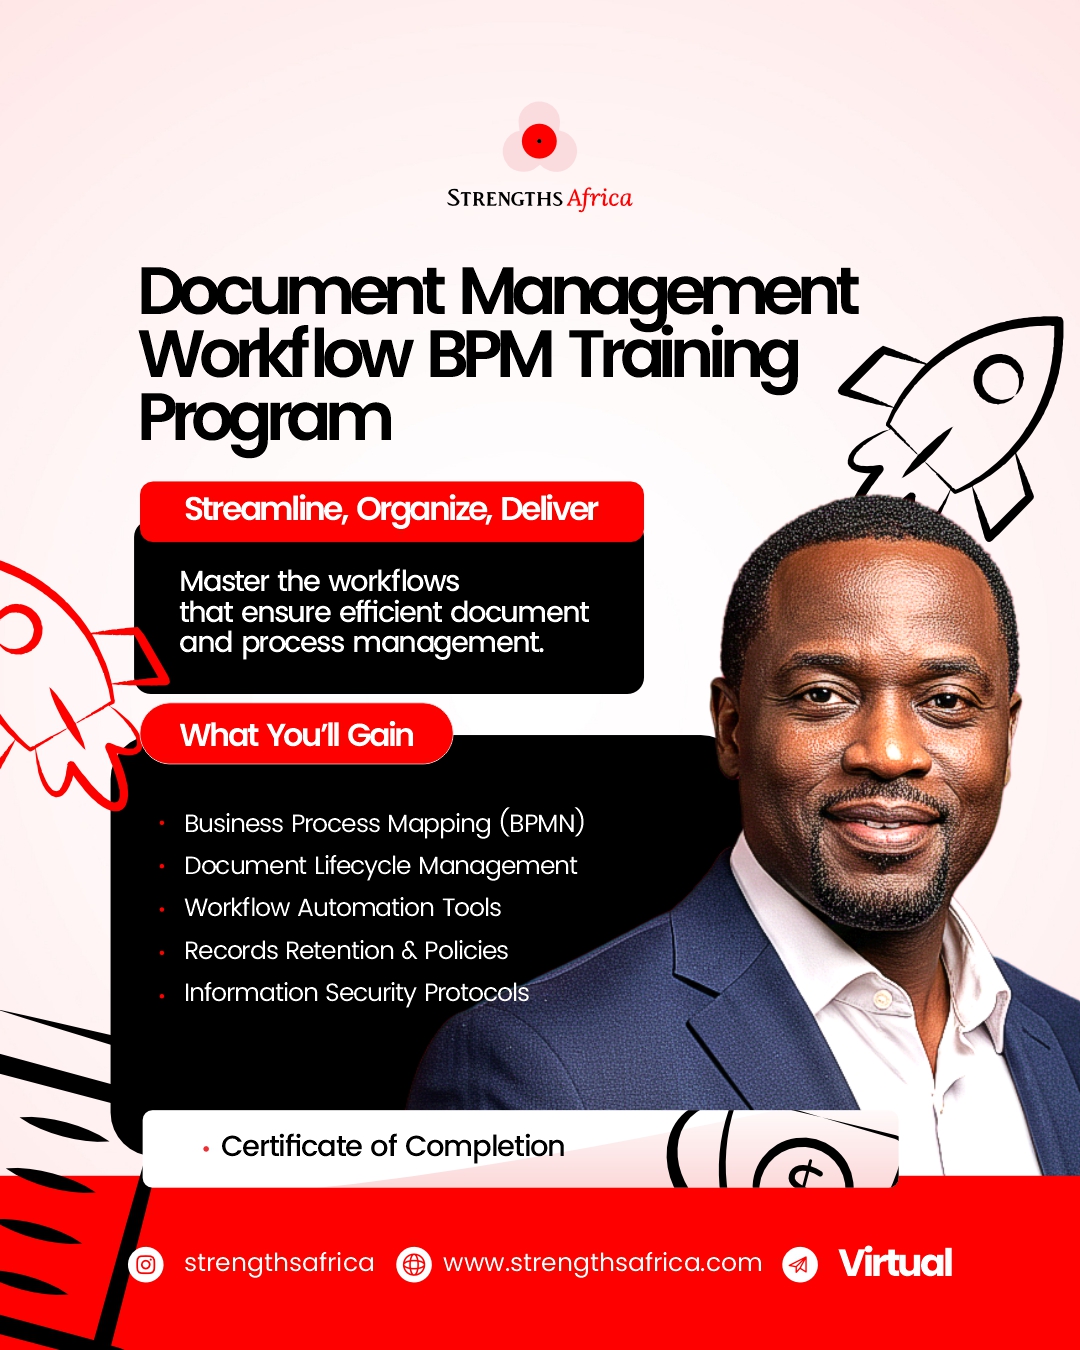 STRENGTHS Africa
Document Management
Workflow BPM Training
Program
Streamline, Organize, Deliver
Master the workflows
that ensure efficient document
and process management.
What You'll Gain
• Business Process Mapping (BPMN)
• Document Lifecycle Management
• Workflow Automation Tools
• Records Retention & Policies
• Information Security Protocols
• Certificate of Completion
$
strengthsafrica www.strengthsafrica.com Virtual